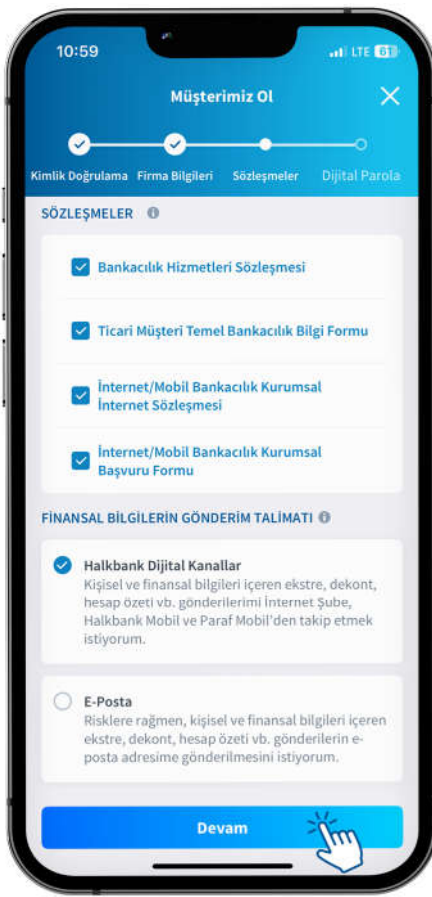 10:59
LTE 61
Müşterimiz Ol
Kimlik Doğrulama Firma Bilgileri Sözleşmeler Dijital Parola
SÖZLEŞMELER
Bankacılık Hizmetleri Sözleşmesi
Ticari Müşteri Temel Bankacılık Bilgi Formu
İnternet/Mobil Bankacılık Kurumsal
İnternet Sözleşmesi
İnternet/Mobil Bankacılık Kurumsal
Başvuru Formu
FİNANSAL BİLGİLERİN GÖNDERİM TALİMATI
Halkbank Dijital Kanallar
Kişisel ve finansal bilgileri içeren ekstre, dekont,
hesap özeti vb. gönderilerimi İnternet Şube,
Halkbank Mobil ve Paraf Mobil'den takip etmek
istiyorum.
E-Posta
Risklere rağmen, kişisel ve finansal bilgileri içeren
ekstre, dekont, hesap özeti vb. gönderilerin e-
posta adresime gönderilmesini istiyorum.
Devam